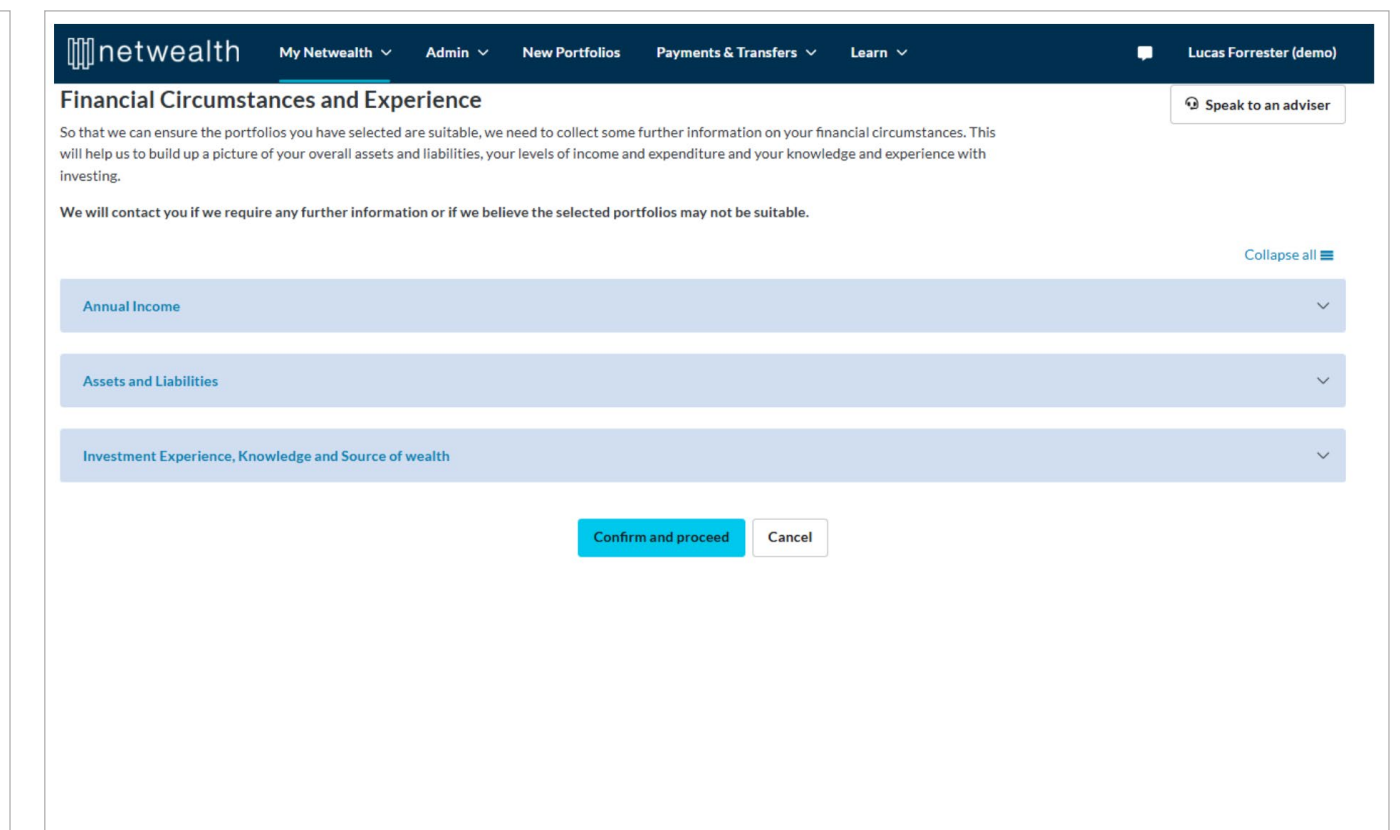 netwealth My Netwealth Admin New Portfolios Payments & Transfers Learn Lucas Forrester (demo)
Financial Circumstances and Experience
Speak to an adviser
So that we can ensure the portfolios you have selected are suitable, we need to collect some further information on your financial circumstances. This
will help us to build up a picture of your overall assets and liabilities, your levels of income and expenditure and your knowledge and experience with
investing.
We will contact you if we require any further information or if we believe the selected portfolios may not be suitable.
Collapse all
Annual Income
Assets and Liabilities
Investment Experience, Knowledge and Source of wealth
Confirm and proceed Cancel